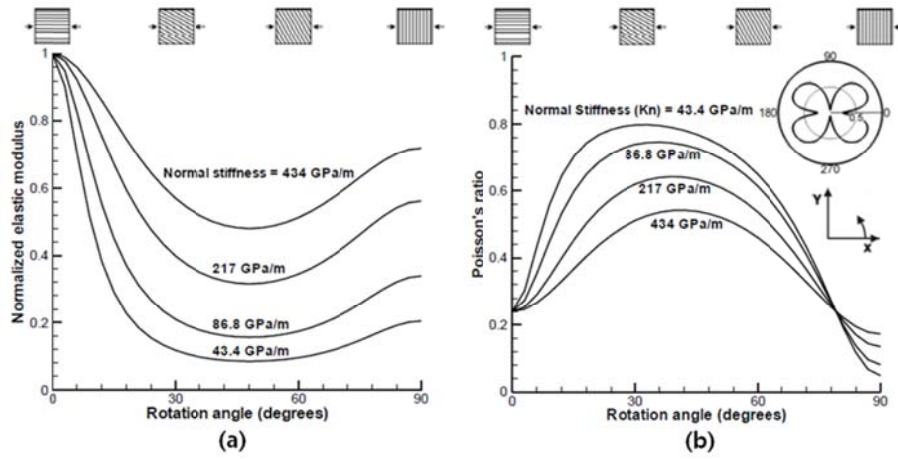 Normalized elastic modulus
1
0.8
0.6
0.4
0.2
0
Normal stiffness = 434 GPa/m
217 GPa/m
86.8 GPa/m
43.4 GPa/m
0
30
60
90
Rotation angle (degrees)
(a)
Poisson's ratio
1
0.8
0.6
0.4
0.2
0
Normal Stiffness (Kn) = 43.4 GPa/m
86.8 GPa/m
217 GPa/m
434 GPa/m
90
180
0.5
0
270
Y
X
0
30
60
90
Rotation angle (degrees)
(b)